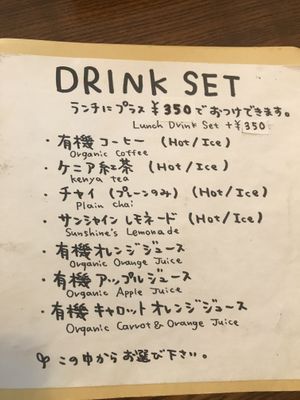 DRINK SET
ランチにプラス ¥350 でおつけできます。
Lunch Drink Set +¥350
・有機コーヒー (Hot/Ice)
Organic Coffee
・ケニア紅茶 (Hot/Ice)
kenya tea
・チャイ (プレーンのみ) (Hot/Ice)
Plain chai
・サンシャイン レモネード (Hot/Ice)
Sunshine's Lemonade
・有機オレンジジュース
Organic Orange Juice
・有機アップルジュース
Organic Apple Juice
・有機キャロットオレンジジュース
Organic Carrot & Orange Juice
この中からお選び下さい。